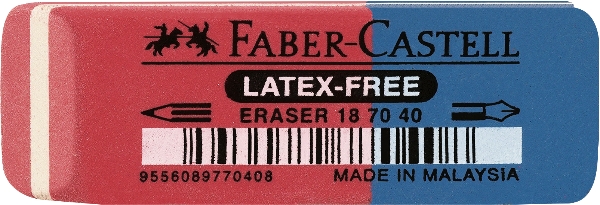 FABER-CASTELL
LATEX-FREE
ERASER 18 70 40
9556089770408 MADE IN MALAYSIA